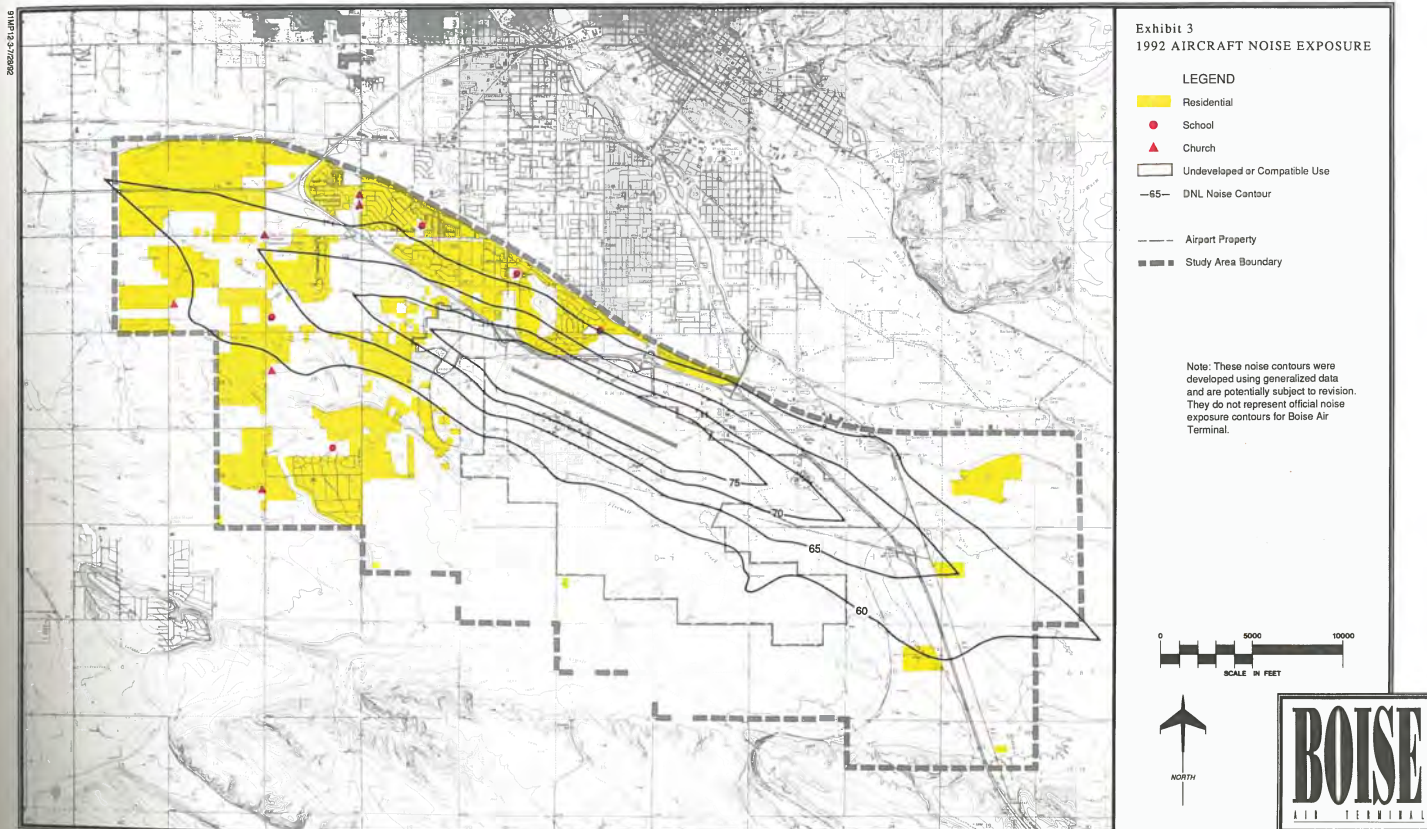 91MP12-3-7/28/92
Exhibit 3
1992 AIRCRAFT NOISE EXPOSURE
LEGEND
Residential
School
Church
Undeveloped or Compatible Use
—65— DNL Noise Contour
Airport Property
Study Area Boundary
Note: These noise contours were
developed using generalized data
and are potentially subject to revision.
They do not represent official noise
exposure contours for Boise Air
Terminal.
75
70
65
60
0 5000 10000
SCALE IN FEET
NORTH
BOISE
AIR TERMINAL